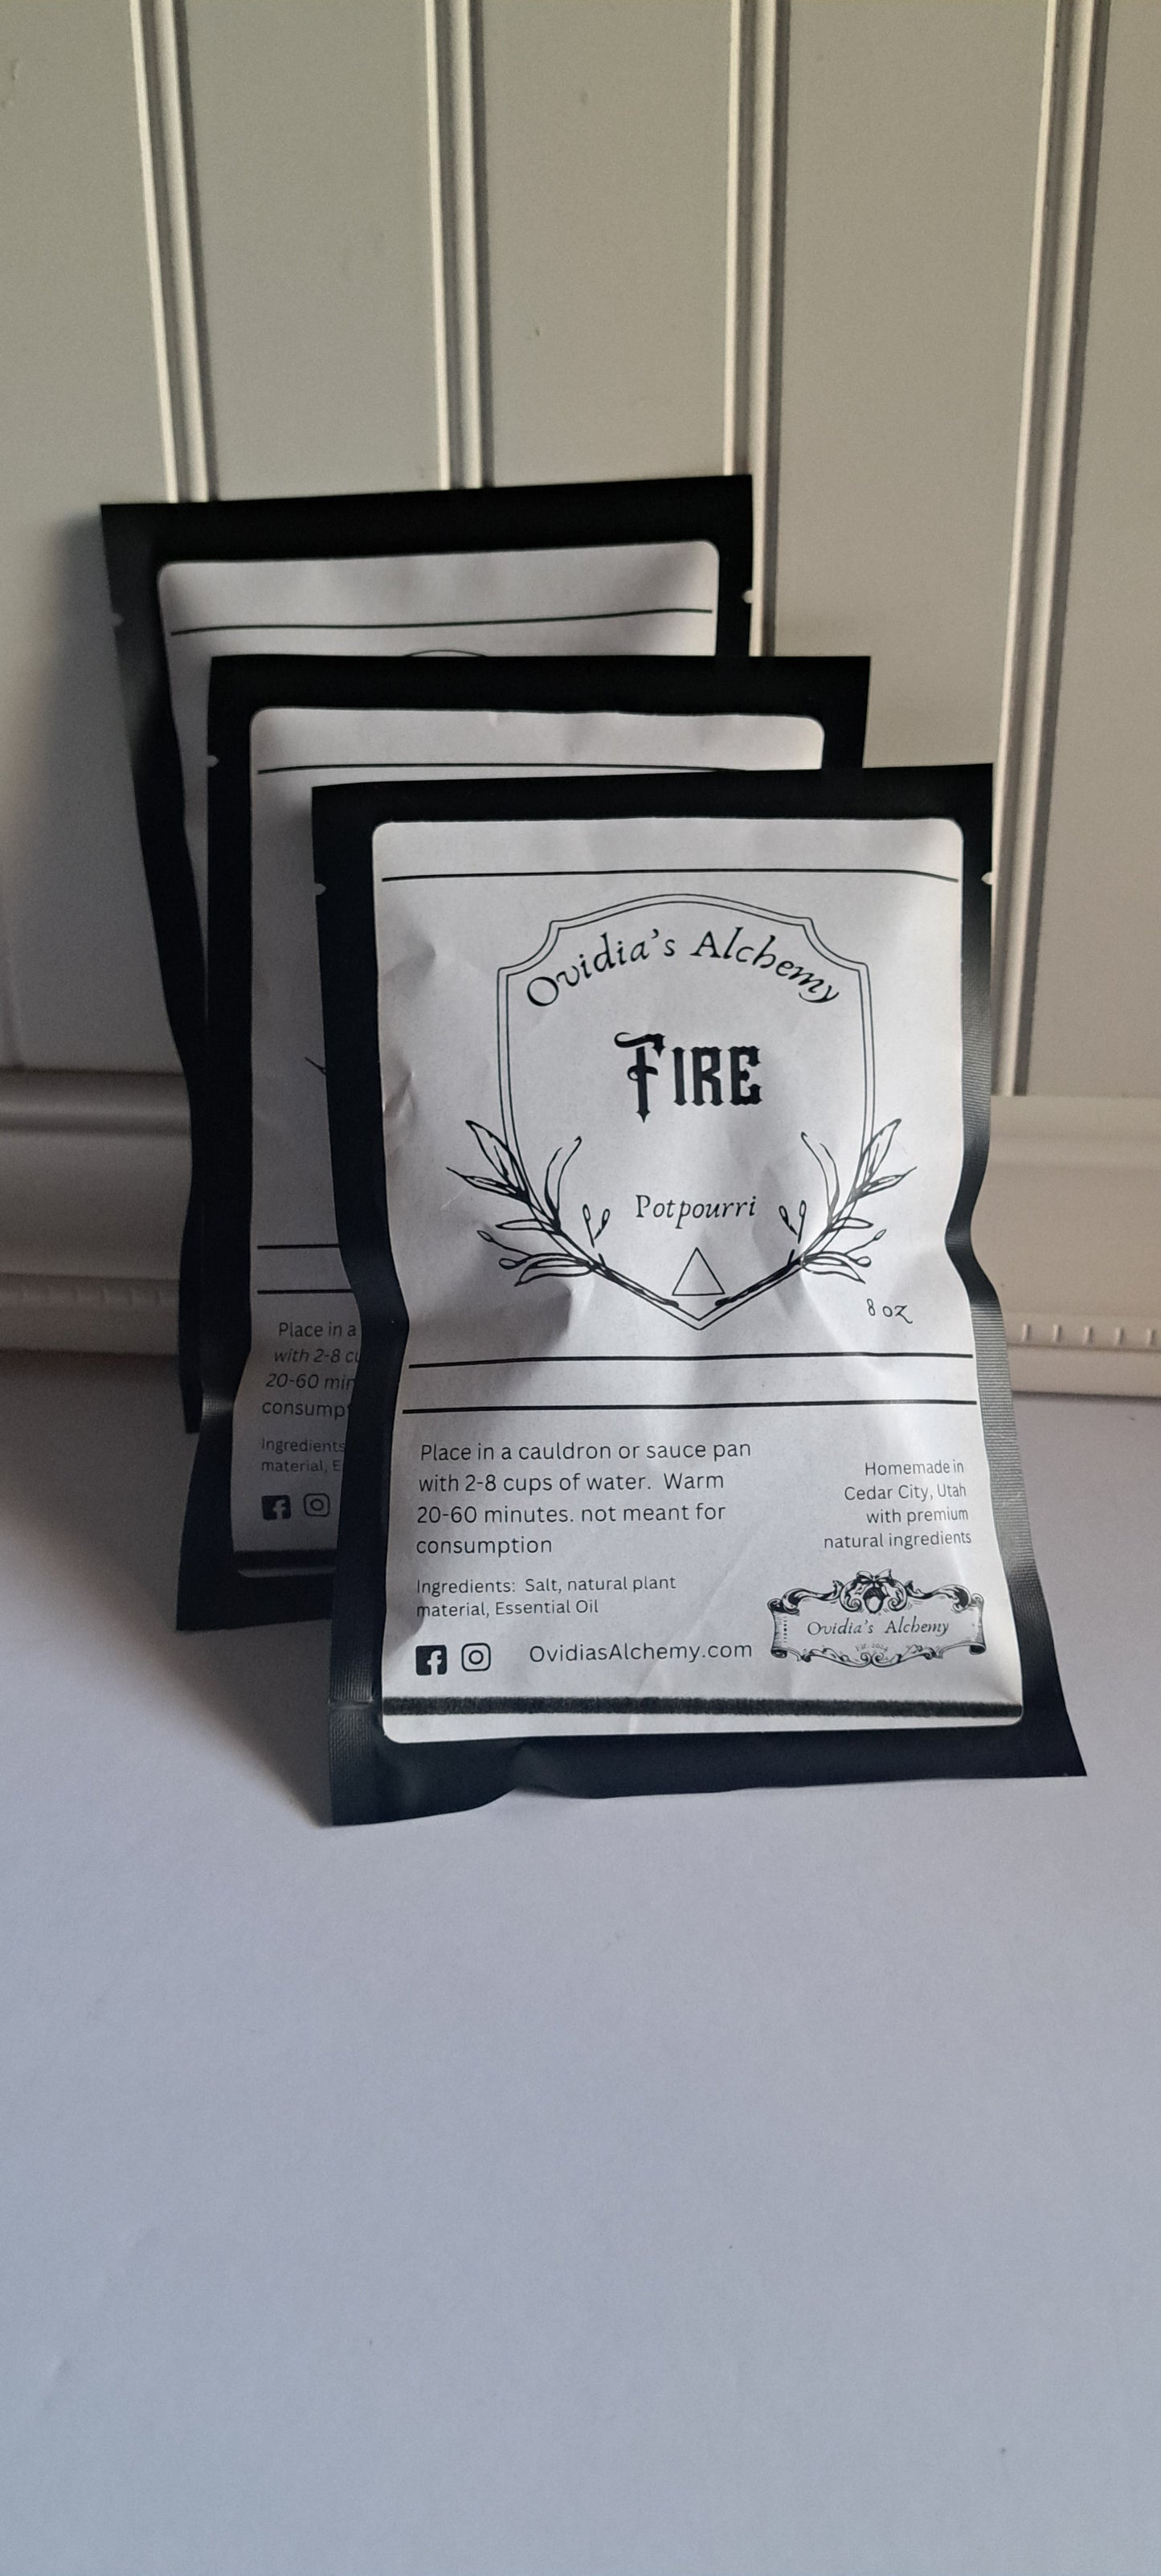 Ovidia's Alchemy
FIRE
Potpourri
8 oz
Place in a cauldron or sauce pan
with 2-8 cups of water. Warm
20-60 minutes. not meant for
consumption
Ingredients: Salt, natural plant
material, Essential Oil
OvidiasAlchemy.com
Homemade in
Cedar City, Utah
with premium
natural ingredients
Ovidia's Alchemy
Place in a
with 2-8
20-60
Ingredients
material,